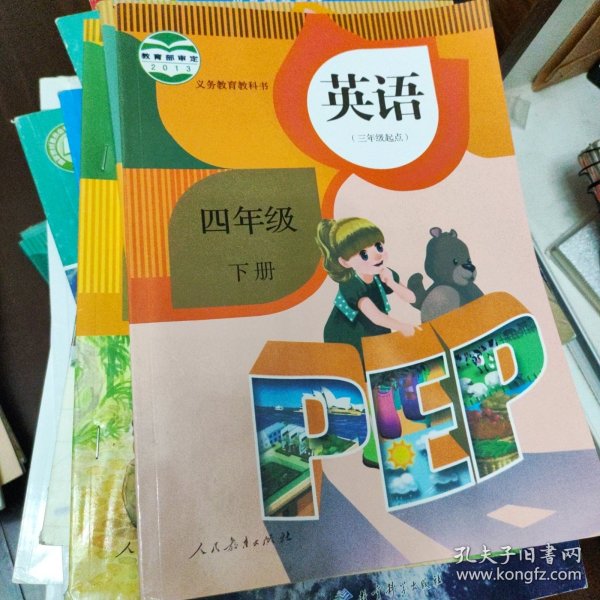 教育部审定
2013
义务教育教科书
英语
(三年级起点)
四年级
下册
PEP
人民教育出版社
孔夫子旧书网
www.kongfz.com